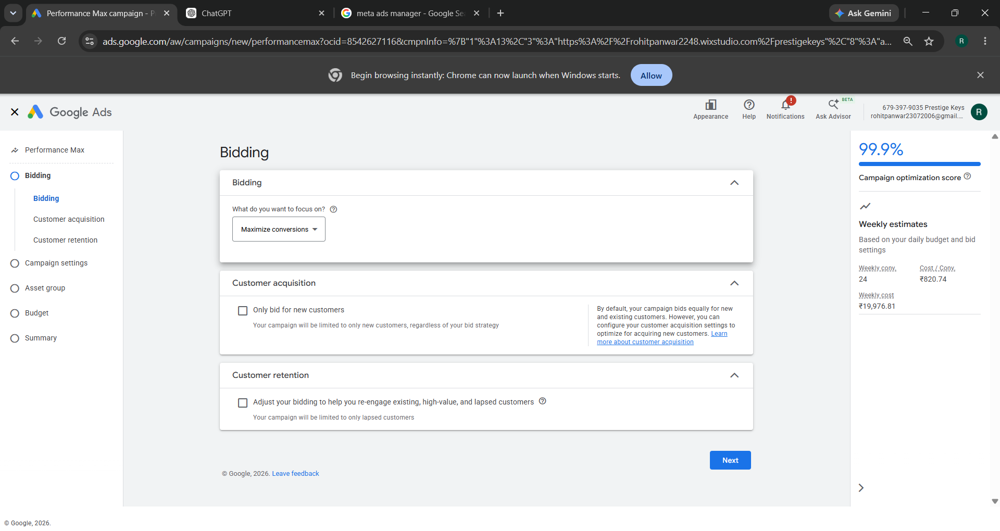 Performance Max campaign - P
ChatGPT
meta ads manager - Google Se
Ask Gemini
ads.google.com/aw/campaigns/new/performancemax?ocid=8542627116&cmpnInfo=%7B"1"%3A13%2C"3"%3A"https%3A%2F%2Frohitpanwar2248.wixstudio.com%2Fprestigekeys"%2C"8"%3A"a...
R
Begin browsing instantly: Chrome can now launch when Windows starts.
Allow
Google Ads
Appearance
Help
!
Notifications
BETA
Ask Advisor
679-397-9035 Prestige Keys
rohitpanwar23072006@gmail....
R
Performance Max
Bidding
Bidding
Customer acquisition
Customer retention
Campaign settings
Asset group
Budget
Summary
Bidding
Bidding
What do you want to focus on?
Maximize conversions
Customer acquisition
Only bid for new customers
Your campaign will be limited to only new customers, regardless of your bid strategy
By default, your campaign bids equally for new
and existing customers. However, you can
configure your customer acquisition settings to
optimize for acquiring new customers. Learn
more about customer acquisition
Customer retention
Adjust your bidding to help you re-engage existing, high-value, and lapsed customers
Your campaign will be limited to only lapsed customers
Next
© Google, 2026. Leave feedback
99.9%
Campaign optimization score
Weekly estimates
Based on your daily budget and bid
settings
Weekly conv.
24
Cost / Conv.
₹820.74
Weekly cost
₹19,976.81
© Google, 2026.